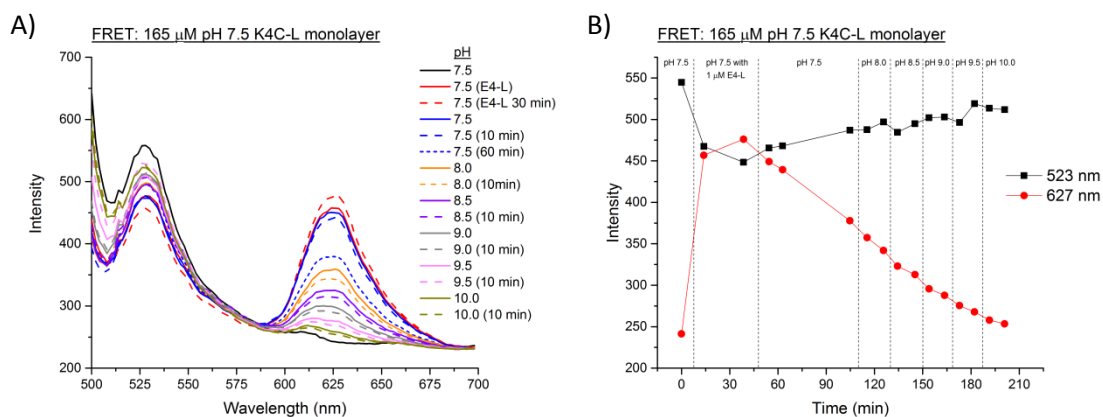 A)
FRET: 165 μM pH 7.5 K4C-L monolayer
700
600
500
400
300
200
Intensity
500 525 550 575 600 625 650 675 700
Wavelength (nm)
pH
7.5
7.5 (E4-L)
7.5 (E4-L 30 min)
7.5
7.5 (10 min)
7.5 (60 min)
8.0
8.0 (10min)
8.5
8.5 (10 min)
9.0
9.0 (10 min)
9.5
9.5 (10 min)
10.0
10.0 (10 min)
B)
FRET: 165 μM pH 7.5 K4C-L monolayer
pH 7.5 pH 7.5 with pH 7.5 pH 8.0 pH 8.5 pH 9.0 pH 9.5 pH 10.0
1 μM E4-L
550
500
450
400
350
300
250
200
Intensity
0 30 60 90 120 150 180 210
Time (min)
523 nm
627 nm